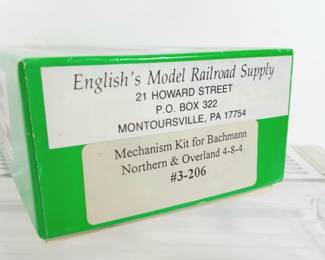 English's Model Railroad Supply
21 HOWARD STREET
P.O. BOX 322
MONTOURSVILLE, PA 17754
Mechanism Kit for Bachmann
Northern & Overland 4-8-4
#3-206